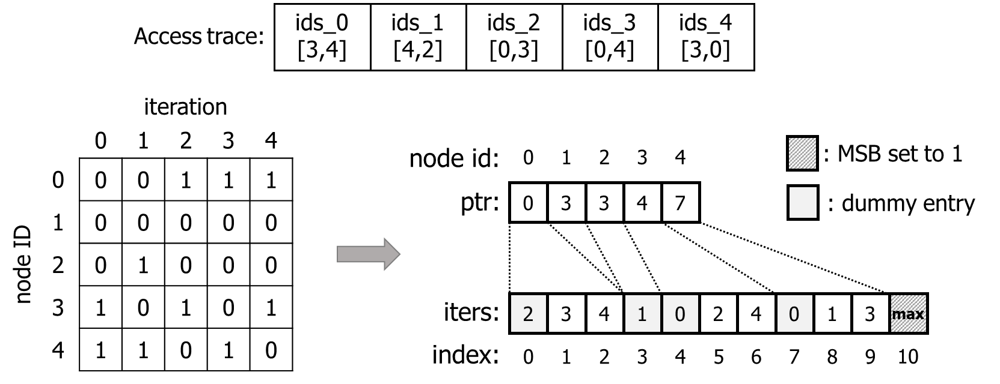 Access trace:
ids_0 ids_1 ids_2 ids_3 ids_4
[3,4] [4,2] [0,3] [0,4] [3,0]
iteration
0 1 2 3 4
node ID
0 0 0 1 1 1
1 0 0 0 0 0
2 0 1 0 0 0
3 1 0 1 0 1
4 1 1 0 1 0
node id: 0 1 2 3 4
ptr: 0 3 3 4 7
iters: 2 3 4 1 0 2 4 0 1 3 max
index: 0 1 2 3 4 5 6 7 8 9 10
: MSB set to 1
: dummy entry